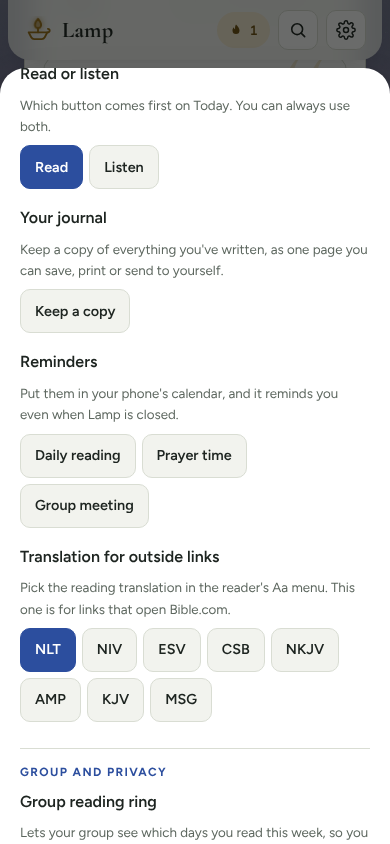 Lamp
1
Read or listen
Which button comes first on Today. You can always use
both.
Read
Listen
Your journal
Keep a copy of everything you've written, as one page you
can save, print or send to yourself.
Keep a copy
Reminders
Put them in your phone's calendar, and it reminds you
even when Lamp is closed.
Daily reading
Prayer time
Group meeting
Translation for outside links
Pick the reading translation in the reader's Aa menu. This
one is for links that open Bible.com.
NLT
NIV
ESV
CSB
NKJV
AMP
KJV
MSG
GROUP AND PRIVACY
Group reading ring
Lets your group see which days you read this week, so you